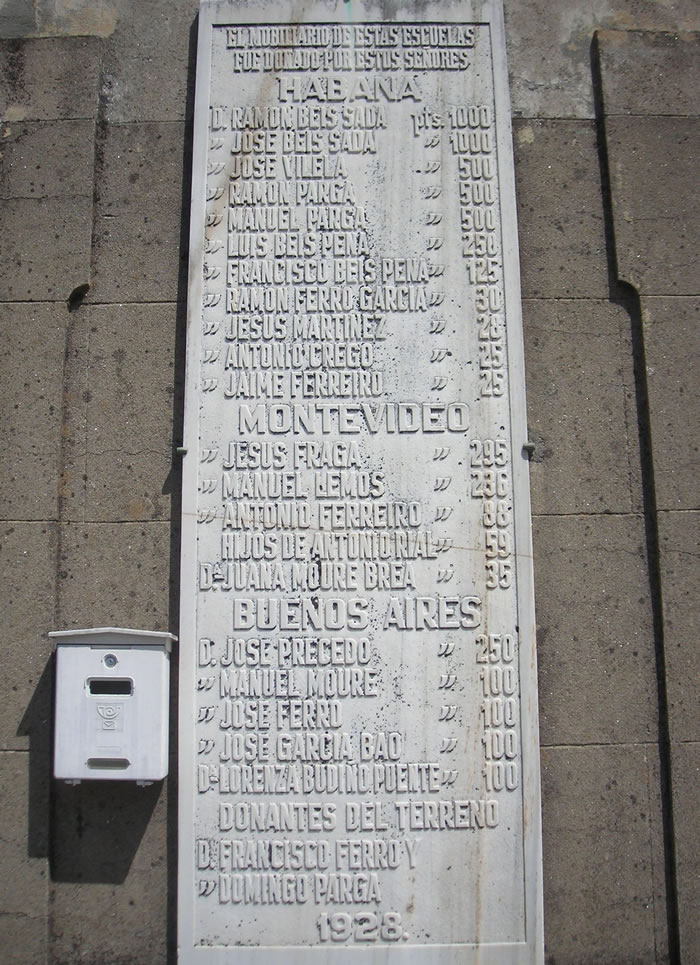 EL MOBILIARIO DE ESTAS ESCUELAS
FUE DONADO POR ESTOS SEÑORES
HABANA
D. RAMON BEIS SADA pts. 1000
" JOSE BEIS SADA " 1000
" JOSE VILELA " 500
" RAMON PARGA " 500
" MANUEL PARGA " 500
" LUIS BEIS PENA " 250
" FRANCISCO BEIS PENA " 125
" RAMON FERRO GARCIA " 30
" JESUS MARTINEZ " 28
" ANTONIO CREGO " 25
" JAIME FERREIRO " 25
MONTEVIDEO
" JESUS FRAGA " 295
" MANUEL LEMOS " 236
" ANTONIO FERREIRO " 88
HIJOS DE ANTONIO RIAL " 59
Dª JUANA MOURE BREA " 35
BUENOS AIRES
D. JOSE PRECEDO " 250
" MANUEL MOURE " 100
" JOSE FERRO " 100
" JOSE GARCIA BAO " 100
Dª LORENZA BUDIÑO PUENTE " 100
DONANTES DEL TERRENO
D. FRANCISCO FERRO Y
" DOMINGO PARGA
1928.